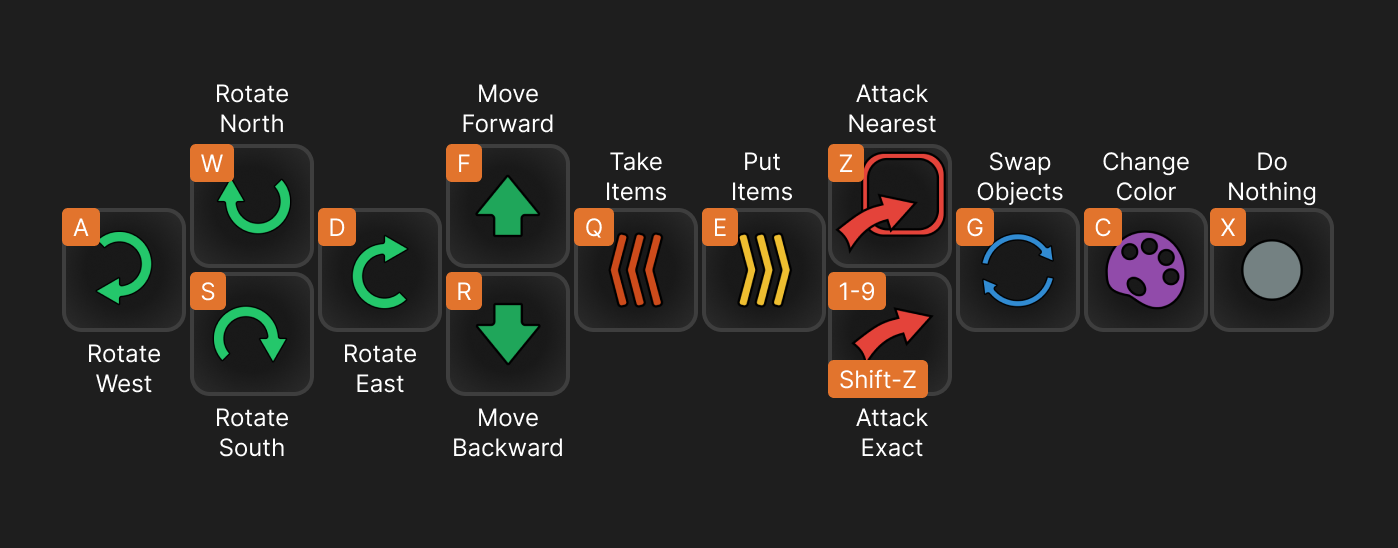 Rotate
North
Move
Forward
Attack
Nearest
W
F
Z
Take
Items
Put
Items
Swap
Objects
Change
Color
Do
Nothing
A
D
Q
E
G
C
X
S
R
1-9
Shift-Z
Rotate
West
Rotate
East
Rotate
South
Move
Backward
Attack
Exact